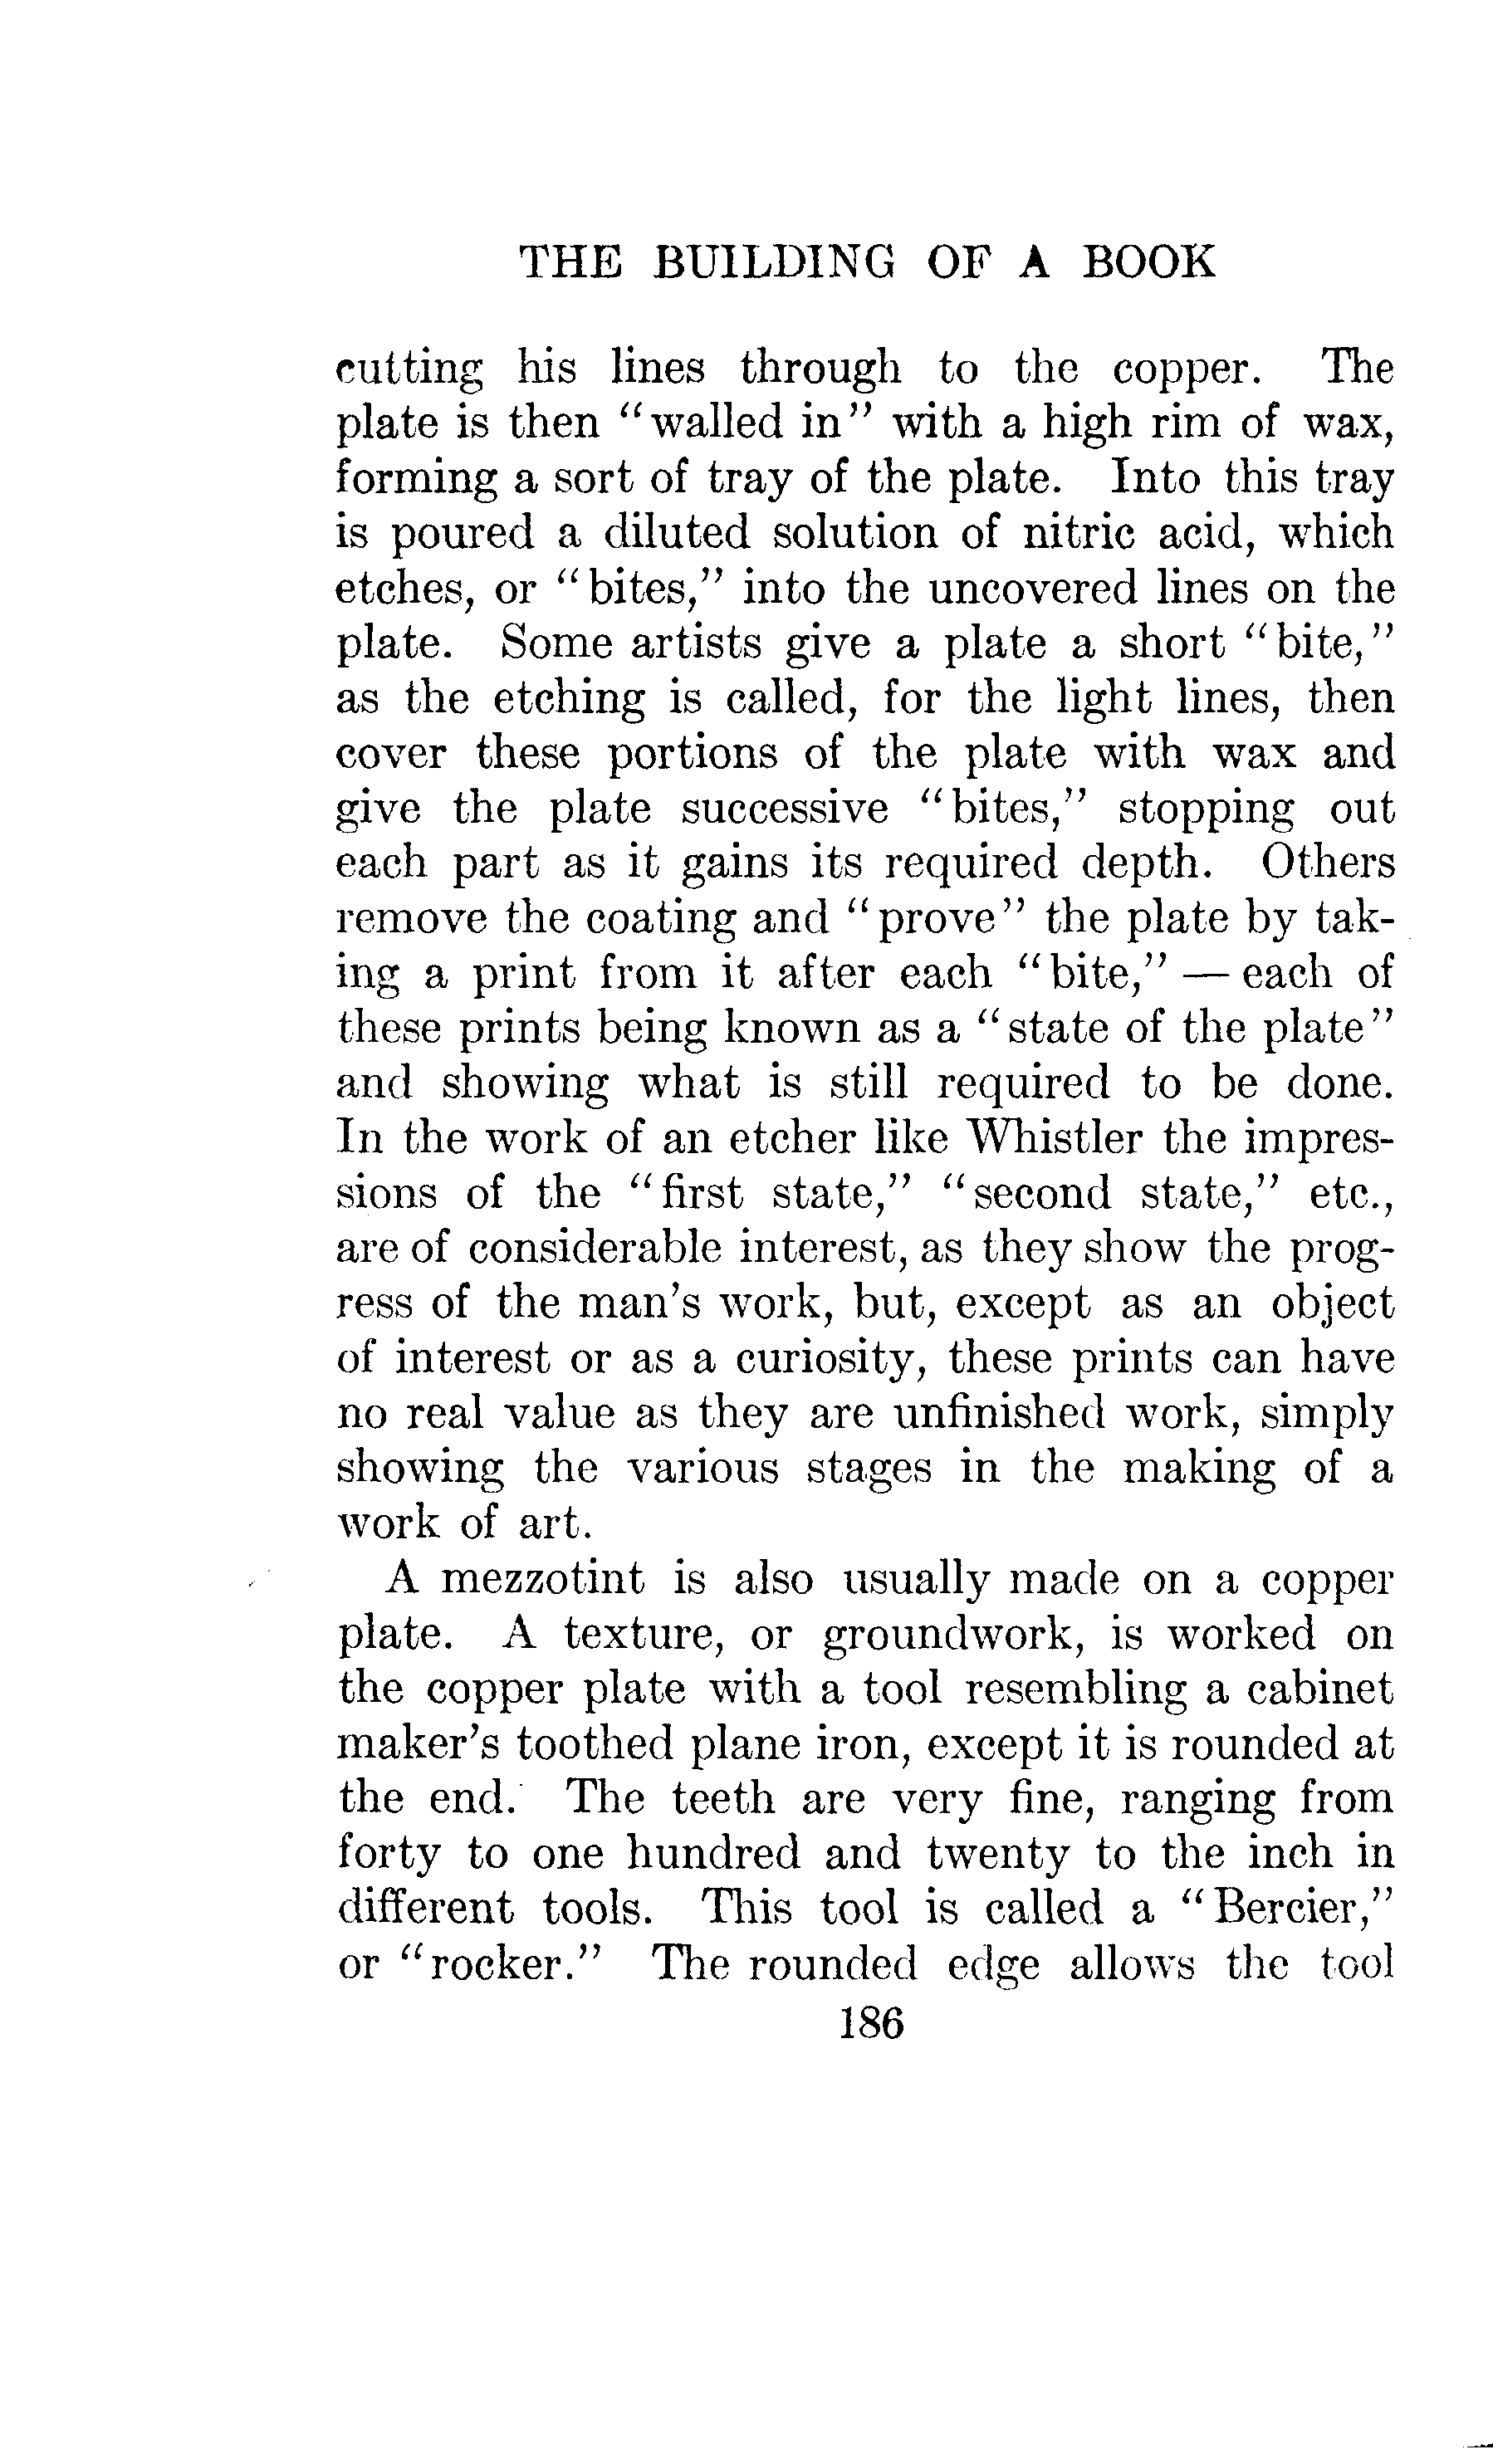 THE BUILDING OF A BOOK
cutting his lines through to the copper. The
plate is then “walled in” with a high rim of wax,
forming a sort of tray of the plate. Into this tray
is poured a diluted solution of nitric acid, which
etches, or “bites,” into the uncovered lines on the
plate. Some artists give a plate a short “bite,”
as the etching is called, for the light lines, then
cover these portions of the plate with wax and
give the plate successive “bites,” stopping out
each part as it gains its required depth. Others
remove the coating and “prove” the plate by tak-
ing a print from it after each “bite,” — each of
these prints being known as a “state of the plate”
and showing what is still required to be done.
In the work of an etcher like Whistler the impres-
sions of the “first state,” “second state,” etc.,
are of considerable interest, as they show the prog-
ress of the man’s work, but, except as an object
of interest or as a curiosity, these prints can have
no real value as they are unfinished work, simply
showing the various stages in the making of a
work of art.
A mezzotint is also usually made on a copper
plate. A texture, or groundwork, is worked on
the copper plate with a tool resembling a cabinet
maker’s toothed plane iron, except it is rounded at
the end. The teeth are very fine, ranging from
forty to one hundred and twenty to the inch in
different tools. This tool is called a “Bercier,”
or “rocker.” The rounded edge allows the tool
186